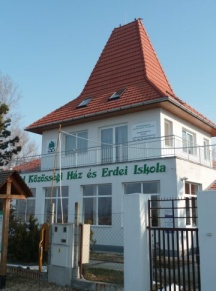 Közösségi Ház és Erdei Iskola